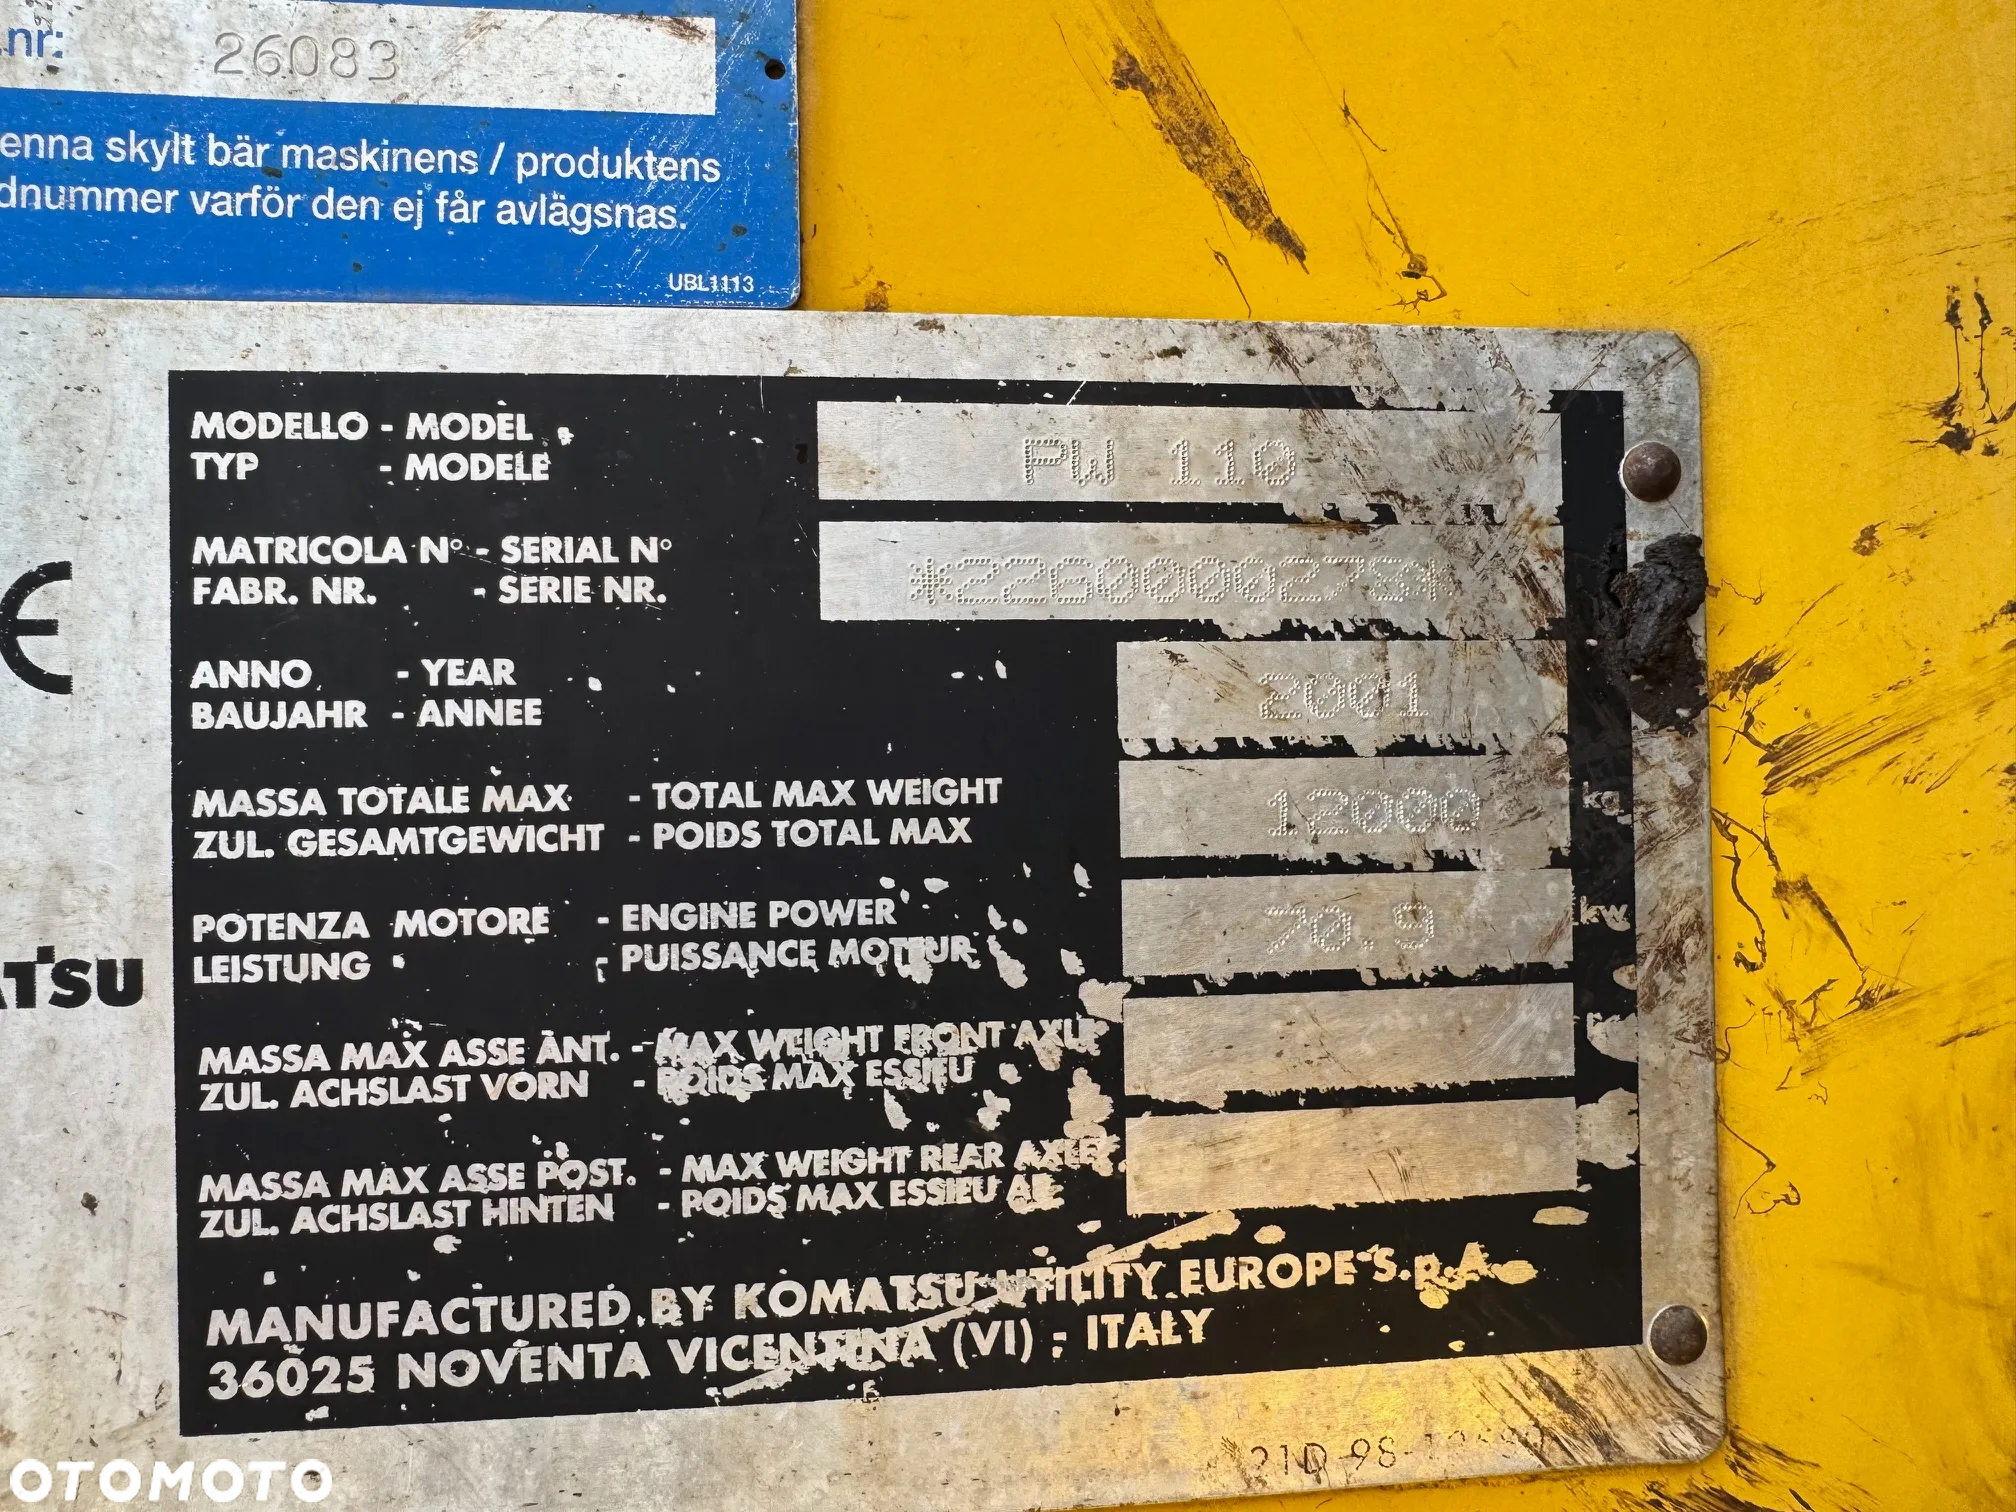 .nr: 26083
enna skylt bär maskinens / produktens
dnummer varför den ej får avlägsnas.
UBL1113
MODELLO - MODEL
TYP - MODELE
PW 110
MATRICOLA N° - SERIAL N°
FABR. NR. - SERIE NR.
ANNO - YEAR
BAUJAHR - ANNEE
2001
MASSA TOTALE MAX - TOTAL MAX WEIGHT
ZUL. GESAMTGEWICHT - POIDS TOTAL MAX
12000 kg
POTENZA MOTORE - ENGINE POWER
LEISTUNG - PUISSANCE MOTEUR
70.9 kw
MASSA MAX ASSE ANT. - MAX WEIGHT FRONT AXLE
ZUL. ACHSLAST VORN - POIDS MAX ESSIEU
MASSA MAX ASSE POST. - MAX WEIGHT REAR AXLE
ZUL. ACHSLAST HINTEN - POIDS MAX ESSIEU AR
MANUFACTURED BY KOMATSU UTILITY EUROPE S.p.A.
36025 NOVENTA VICENTINA (VI) - ITALY
CE
ATSU
OTOMOTO